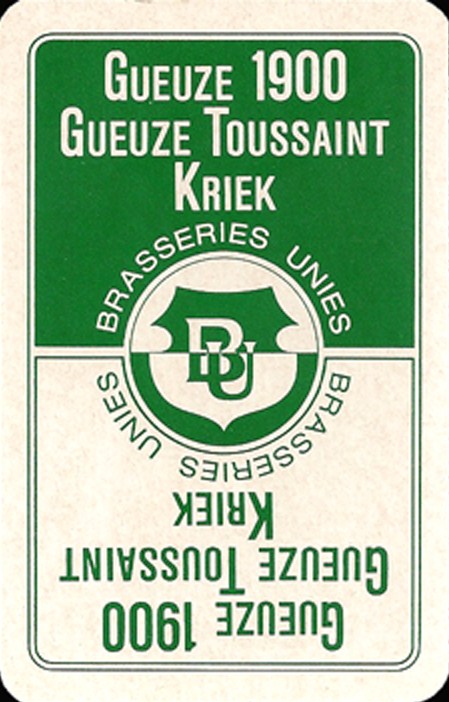 GUEUZE 1900
GUEUZE TOUSSAINT
KRIEK
BRASSERIES UNIES
BU
BRASSERIES UNIES
KRIEK
GUEUZE TOUSSAINT
GUEUZE 1900